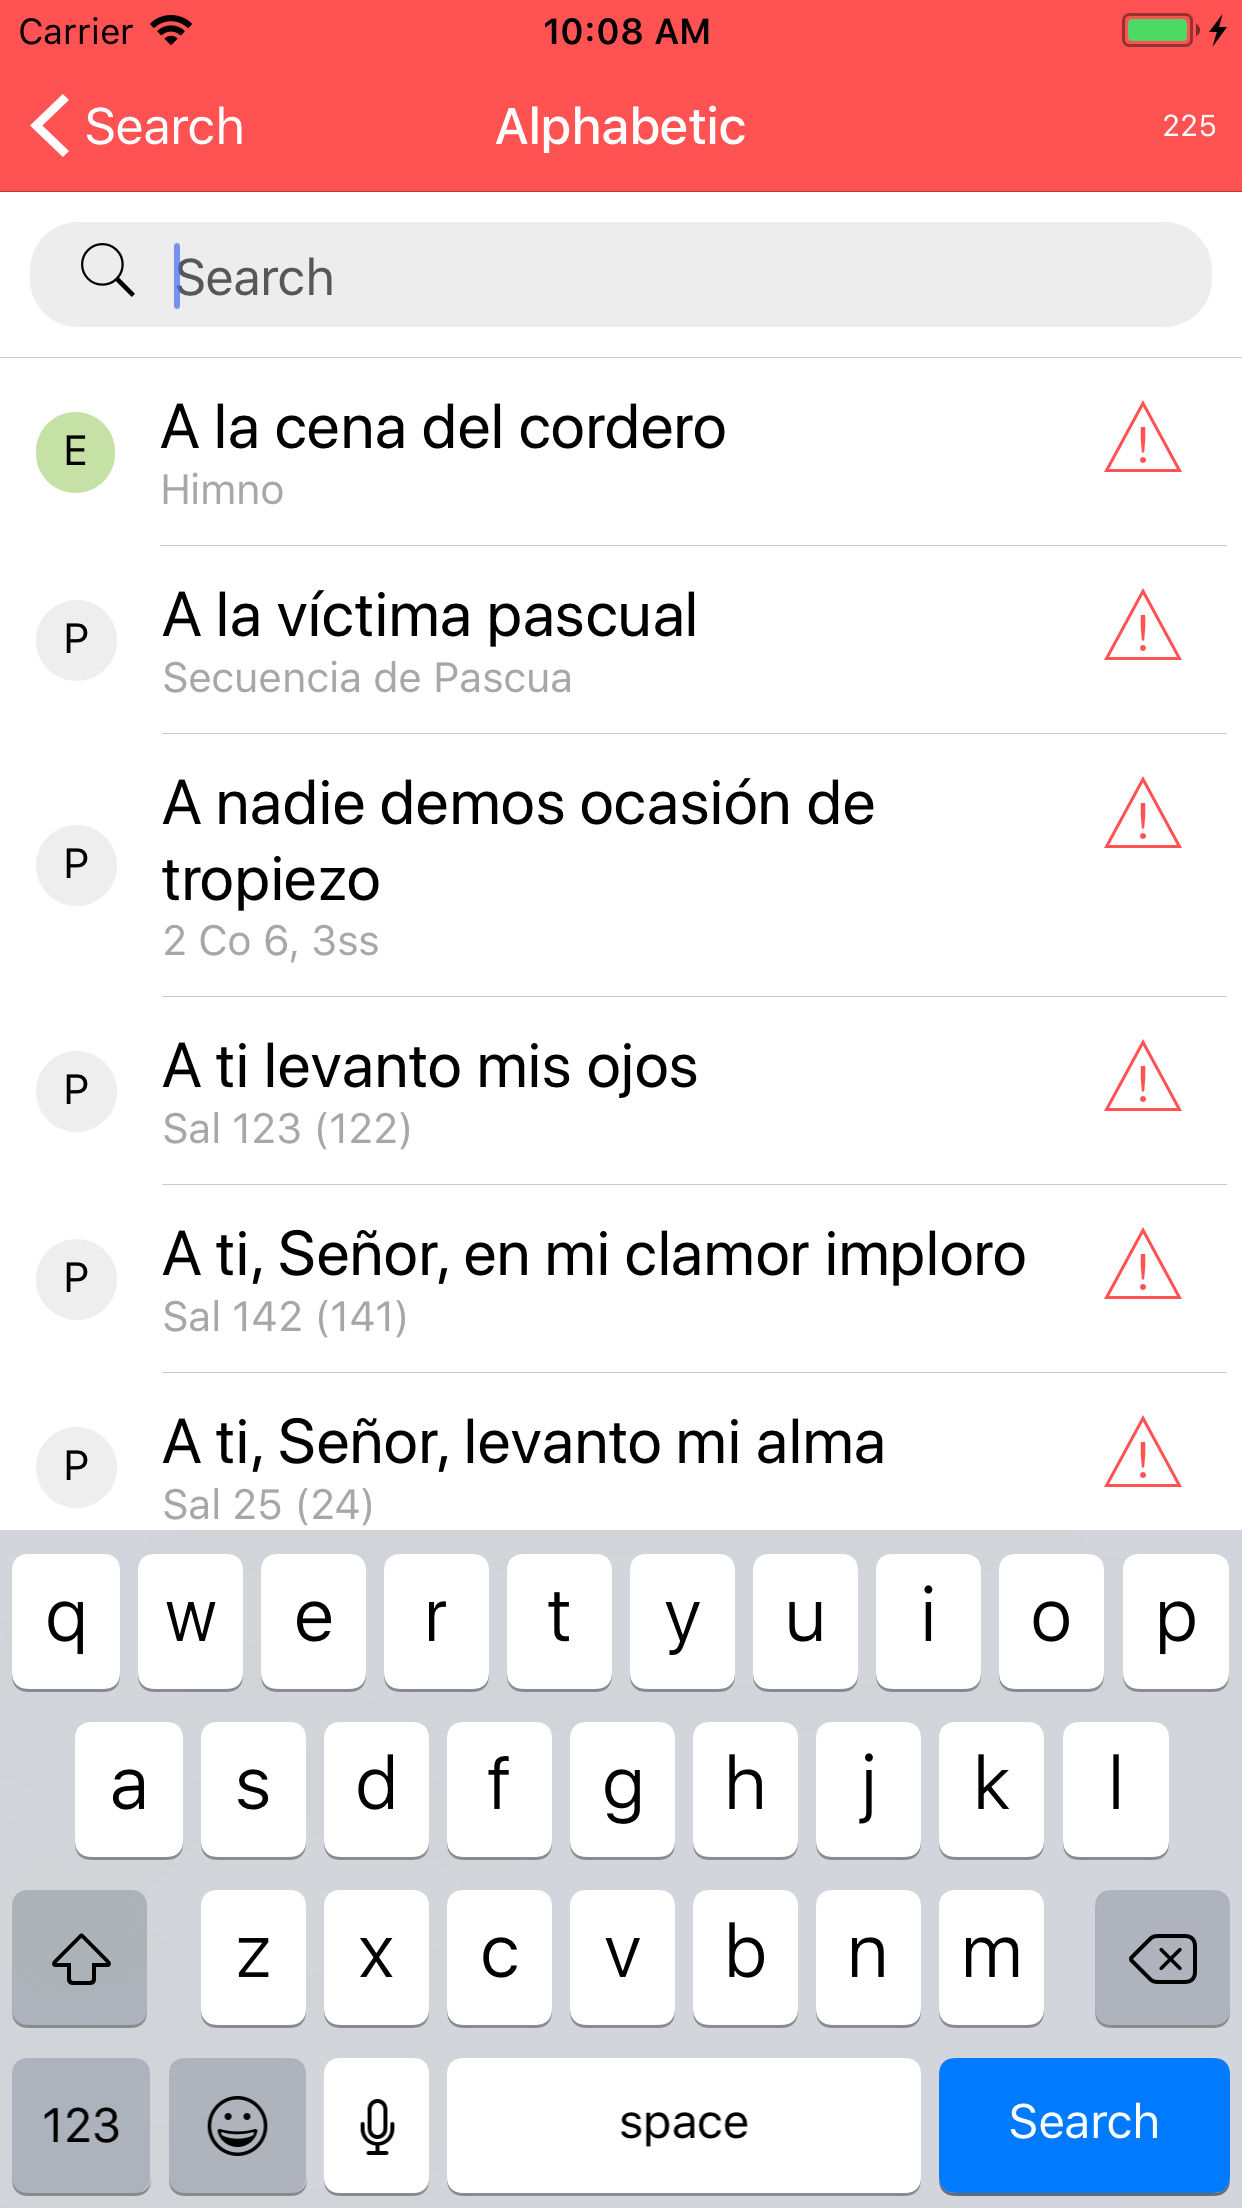 Carrier 10:08 AM
Search Alphabetic 225
Search
E A la cena del cordero
Himno
P A la víctima pascual
Secuencia de Pascua
P A nadie demos ocasión de
tropiezo
2 Co 6, 3ss
P A ti levanto mis ojos
Sal 123 (122)
P A ti, Señor, en mi clamor imploro
Sal 142 (141)
P A ti, Señor, levanto mi alma
Sal 25 (24)
q w e r t y u i o p
a s d f g h j k l
z x c v b n m
123 space Search